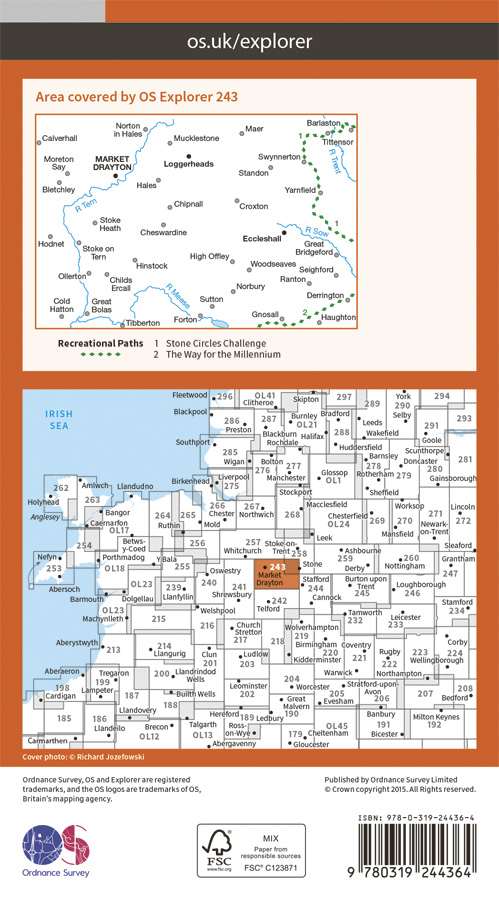 os.uk/explorer
Area covered by OS Explorer 243
Calverhall
Norton
in Hales
Mucklestone
Maer
Barlaston
Tittensor
1
R Trent
Moreton
Say
MARKET
DRAYTON
Loggerheads
Swynnerton
Standon
Bletchley
Hales
Yarnfield
R Tern
Chipnall
Croxton
Stoke
Heath
Cheswardine
Eccleshall
R Sow
1
Hodnet
Stoke on
Tern
Great
Bridgeford
High Offley
Hinstock
Woodseaves
Seighford
Ollerton
Childs
Ercall
Ranton
R Meese
Norbury
Cold
Hatton
Great
Bolas
Sutton
Derrington
Tibberton
Forton
Gnosall
2
Haughton
Recreational Paths
1 Stone Circles Challenge
2 The Way for the Millennium
IRISH
SEA
Fleetwood
296
OL41
Clitheroe
Skipton
297
289
York
290
294
Blackpool
286
Preston
287
Burnley
OL21
Bradford
288
Leeds
Selby
291
293
Blackburn
Rochdale
Halifax
Wakefield
Goole
Southport
285
Wigan
Bolton
276
277
Manchester
Huddersfield
Barnsley
278
Doncaster
279
Scunthorpe
280
281
Glossop
OL1
Rotherham
Gainsborough
Birkenhead
Liverpool
275
Stockport
Sheffield
262
Amlwch
Llandudno
263
Holyhead
Anglesey
Bangor
264
265
266
Chester
267
Northwich
268
Macclesfield
OL24
Chesterfield
269
Worksop
270
271
Lincoln
272
Caernarfon
OL17
Ruthin
Mold
Mansfield
Newark-
on-Trent
254
Betws-
y-Coed
256
257
Whitchurch
Stoke-on-
Trent
258
Leek
Sleaford
Nefyn
253
Porthmadog
OL18
Y Bala
255
Oswestry
240
243
Market
Drayton
Stone
259
Ashbourne
Derby
260
Nottingham
Grantham
247
Abersoch
OL23
239
Llanfyllin
241
Shrewsbury
Stafford
244
Burton upon
Trent
245
Loughborough
246
Barmouth
Dolgellau
242
Telford
Cannock
Stamford
234
OL23
Machynlleth
215
Welshpool
216
Church
Stretton
217
218
Wolverhampton
219
Birmingham
220
Kidderminster
Tamworth
232
Leicester
233
Aberystwyth
213
214
Llangurig
Clun
201
Ludlow
203
Coventry
221
Rugby
222
223
Wellingborough
Corby
224
Aberaeron
Tregaron
199
Lampeter
200
Llandrindod
Wells
Warwick
Northampton
198
Cardigan
187
Builth Wells
Leominster
202
204
Worcester
Great
Malvern
190
205
Evesham
Stratford-upon-
Avon
206
207
208
Bedford
185
186
Llandeilo
Llandovery
188
Hereford
189
Ledbury
Banbury
191
Milton Keynes
192
Carmarthen
Brecon
OL12
Talgarth
OL13
Ross-
on-Wye
Abergavenny
179
Cheltenham
Gloucester
OL45
Bicester
Cover photo: © Richard Jozefowski
Ordnance Survey, OS and Explorer are registered
trademarks, and the OS logos are trademarks of OS,
Britain's mapping agency.
Published by Ordnance Survey Limited
© Crown copyright 2015. All Rights reserved.
OS
Ordnance Survey
FSC
www.fsc.org
MIX
Paper from
responsible sources
FSC® C123871
ISBN: 978-0-319-24436-4
9 780319 244364